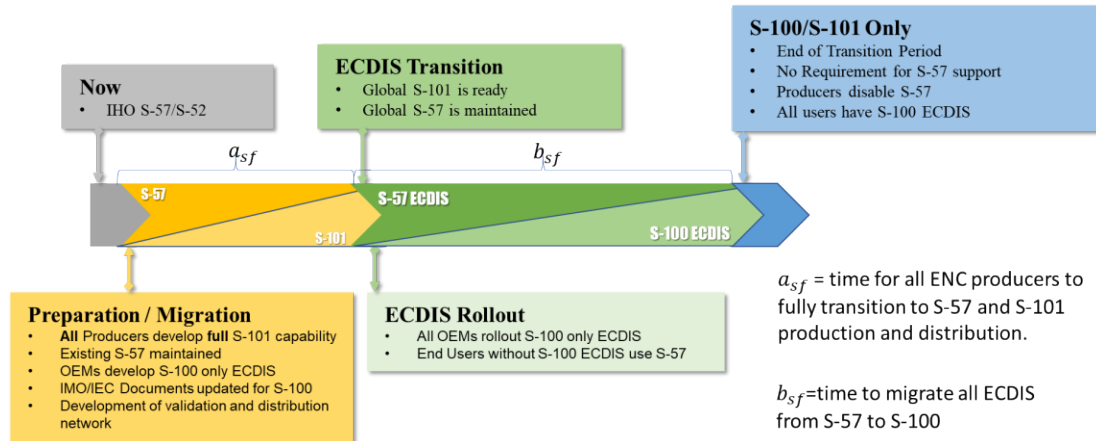 S-100/S-101 Only
• End of Transition Period
• No Requirement for S-57 support
• Producers disable S-57
• All users have S-100 ECDIS
ECDIS Transition
• Global S-101 is ready
• Global S-57 is maintained
Now
• IHO S-57/S-52
a_sf
b_sf
S-57
S-101
S-57 ECDIS
S-100 ECDIS
Preparation / Migration
• All Producers develop full S-101 capability
• Existing S-57 maintained
• OEMs develop S-100 only ECDIS
• IMO/IEC Documents updated for S-100
• Development of validation and distribution
network
ECDIS Rollout
• All OEMs rollout S-100 only ECDIS
• End Users without S-100 ECDIS use S-57
a_sf = time for all ENC producers to
fully transition to S-57 and S-101
production and distribution.
b_sf=time to migrate all ECDIS
from S-57 to S-100